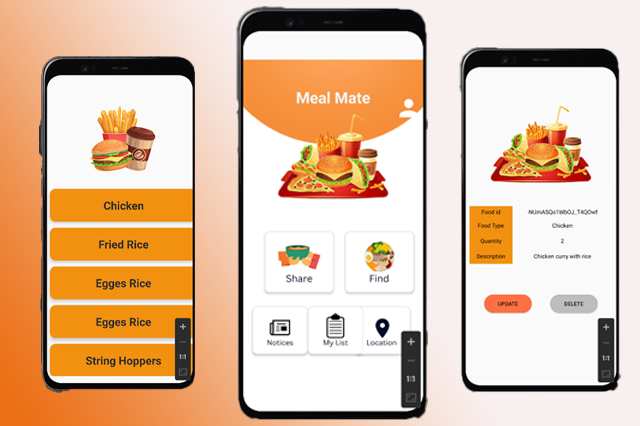 Chicken
Fried Rice
Egges Rice
Egges Rice
String Hoppers
1:1
Meal Mate
Share
Find
Notices
My List
Location
1:1
Food id -NUmASQo1Wb0J_T4QOwf
Food Type Chicken
Quantity 2
Description Chicken curry with rice
UPDATE DELETE
1:1